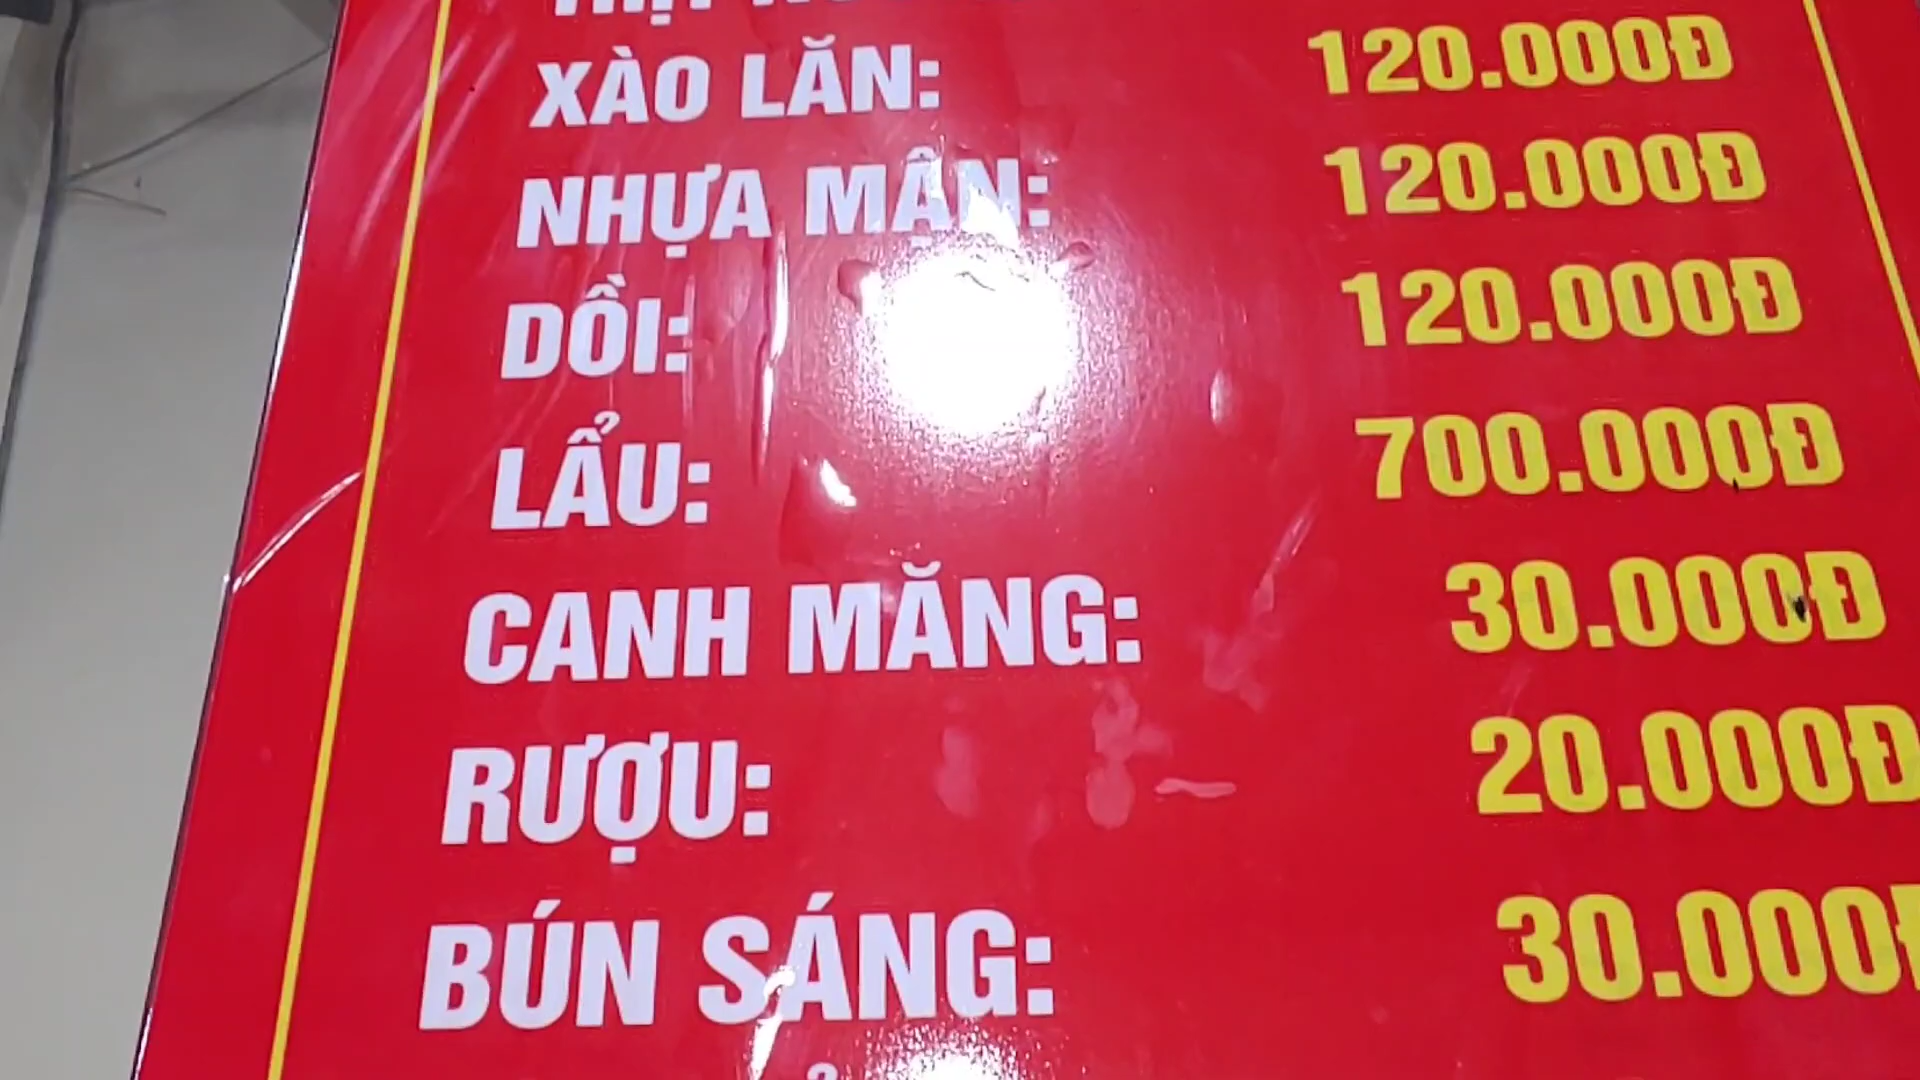 XÀO LĂN: 120.000Đ
NHỰA MẬN: 120.000Đ
DỒI: 120.000Đ
LẨU: 700.000Đ
CANH MĂNG: 30.000Đ
RƯỢU: 20.000Đ
BÚN SÁNG: 30.000Đ